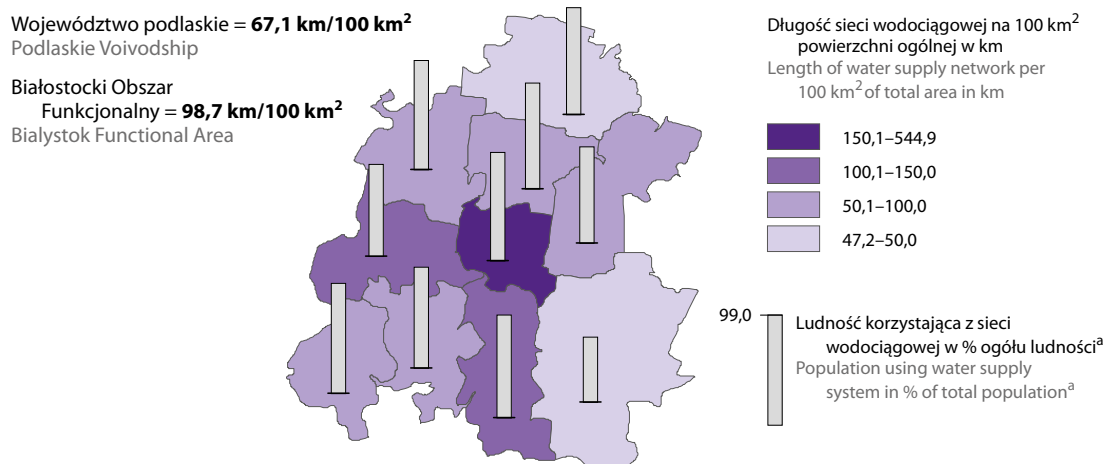 Województwo podlaskie = 67,1 km/100 km²
Podlaskie Voivodship
Białostocki Obszar
Funkcjonalny = 98,7 km/100 km²
Bialystok Functional Area
Długość sieci wodociągowej na 100 km²
powierzchni ogólnej w km
Length of water supply network per
100 km² of total area in km
150,1–544,9
100,1–150,0
50,1–100,0
47,2–50,0
99,0
Ludność korzystająca z sieci
wodociągowej w % ogółu ludnościᵃ
Population using water supply
system in % of total populationᵃ